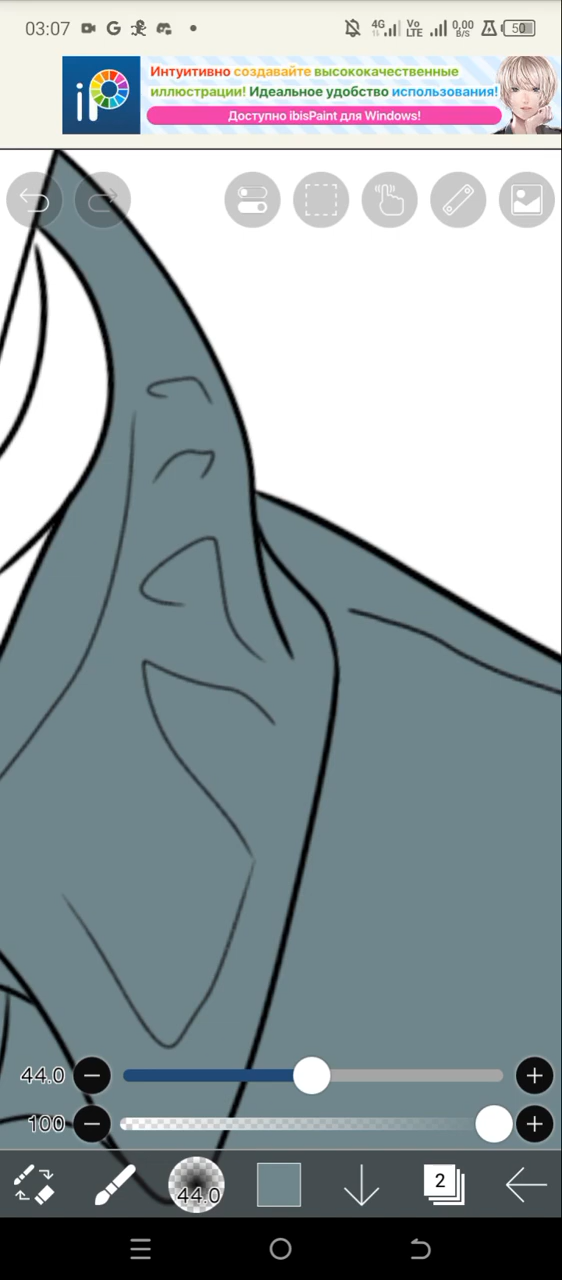 03:07
G
4G
Vo
LTE
0,00
B/S
50
iP
Интуитивно создавайте высококачественные
иллюстрации! Идеальное удобство использования!
Доступно ibisPaint для Windows!
44.0
100
44.0
2